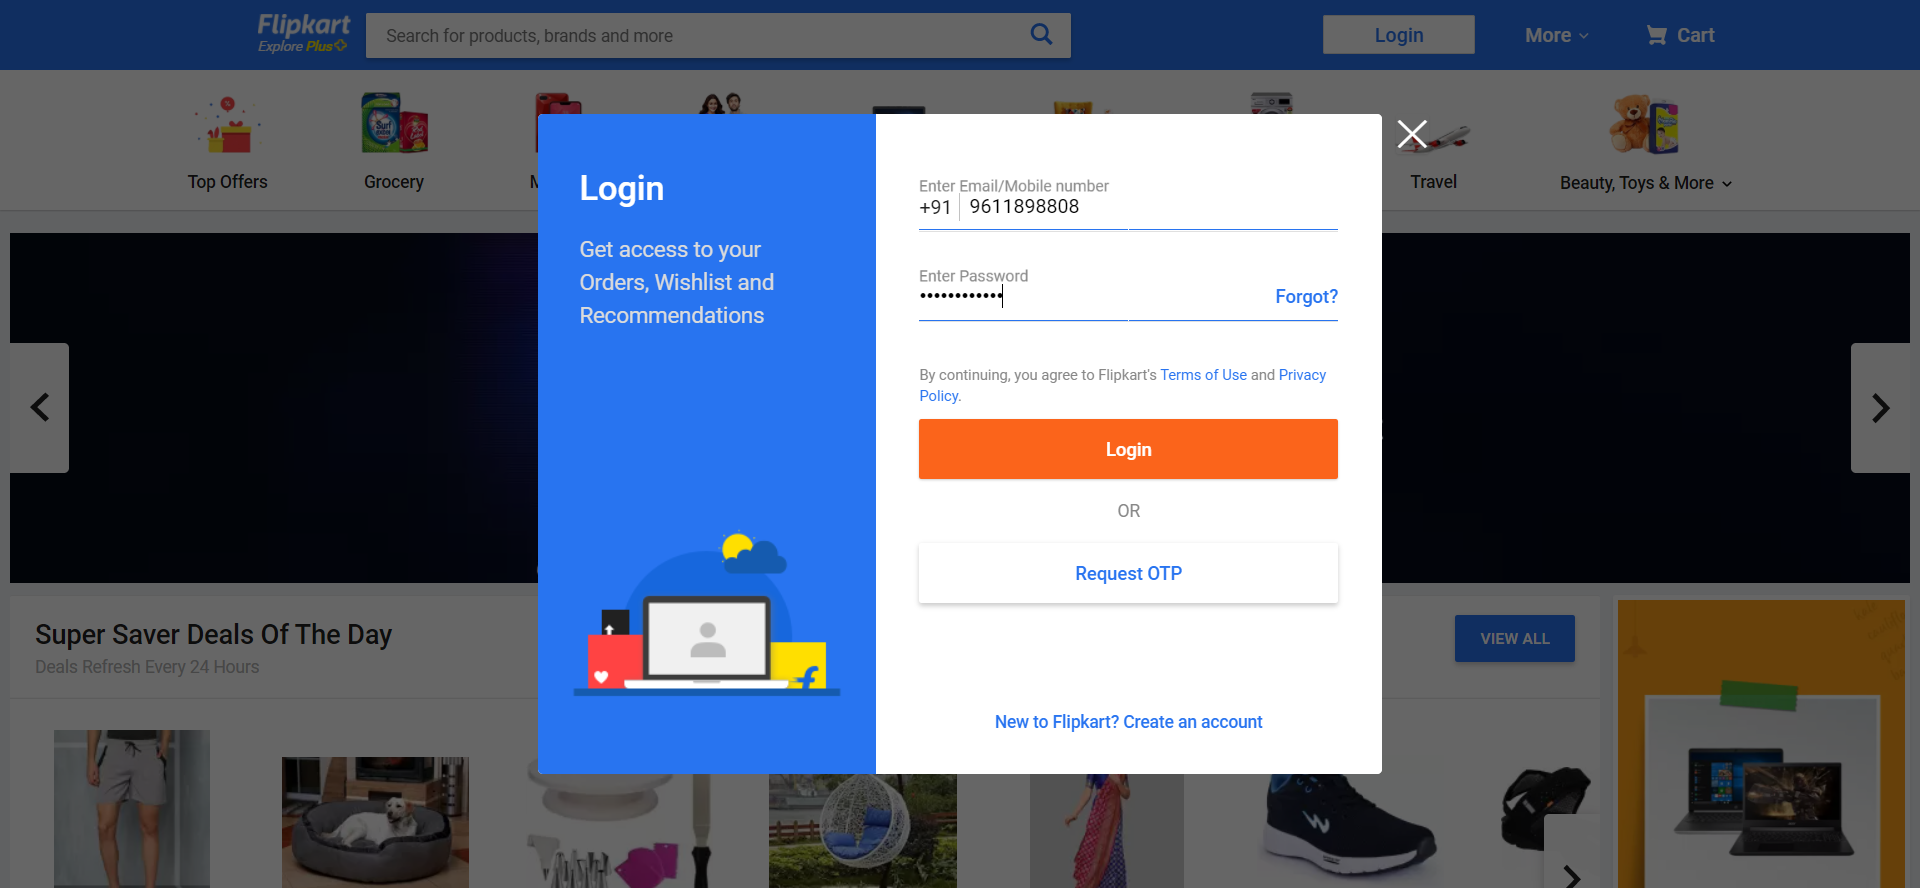 Flipkart
Explore Plus
Search for products, brands and more
Login
More
Cart
Top Offers
Grocery
M
Travel
Beauty, Toys & More
Login
Get access to your
Orders, Wishlist and
Recommendations
Enter Email/Mobile number
+91 9611898808
Enter Password
••••••••••••
Forgot?
By continuing, you agree to Flipkart's Terms of Use and Privacy
Policy.
Login
OR
Request OTP
New to Flipkart? Create an account
Super Saver Deals Of The Day
Deals Refresh Every 24 Hours
VIEW ALL